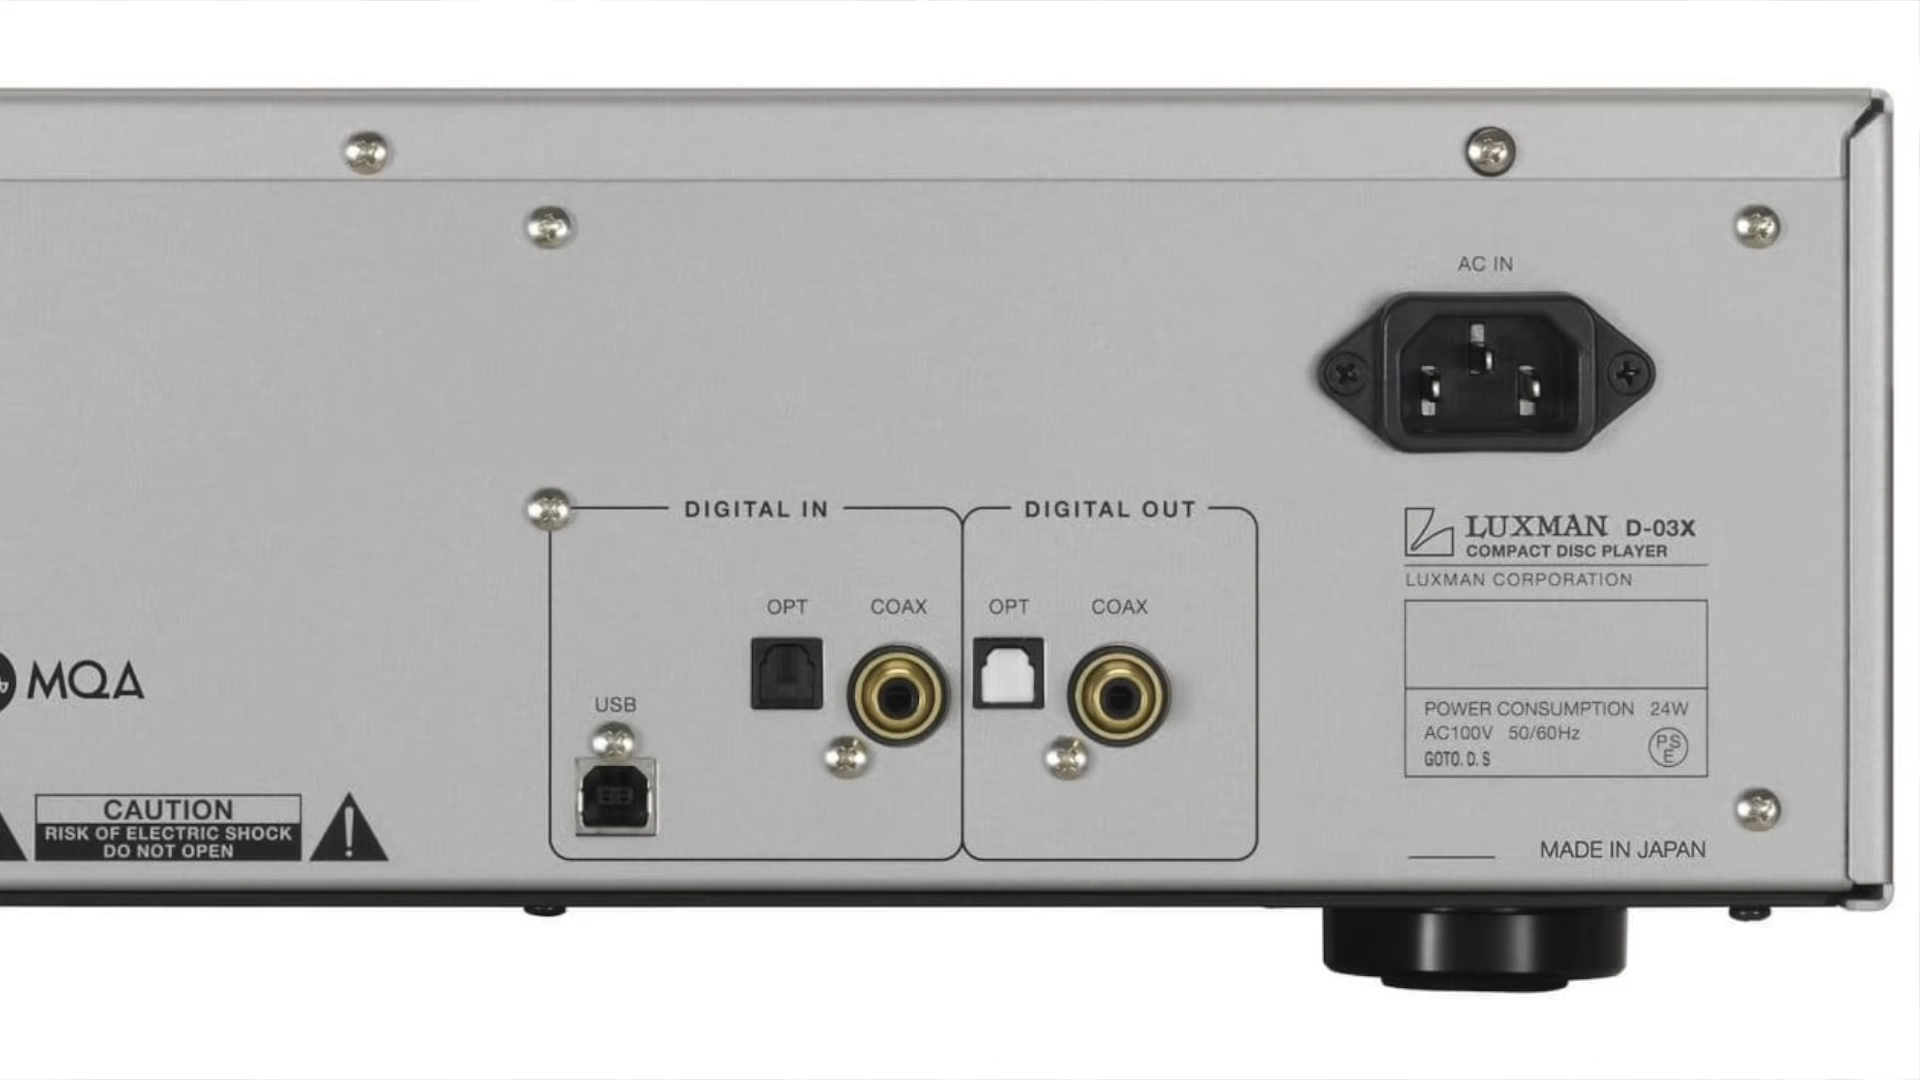 AC IN
DIGITAL IN
DIGITAL OUT
LUXMAN D-03X
COMPACT DISC PLAYER
LUXMAN CORPORATION
OPT
COAX
OPT
COAX
MQA
USB
POWER CONSUMPTION 24W
AC100V 50/60Hz
GOTO. D. S
PSE
CAUTION
RISK OF ELECTRIC SHOCK
DO NOT OPEN
MADE IN JAPAN